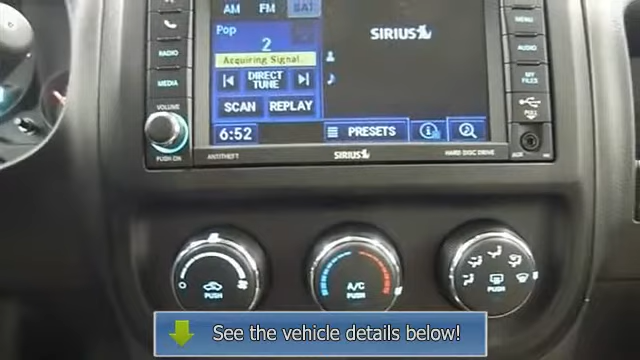 AM FM SAT
MENU
RADIO
Pop
2
SIRIUS
AUDIO
Acquiring Signal
MEDIA
DIRECT
TUNE
MY
FILES
SCAN REPLAY
VOLUME
PULL
6:52
PRESETS
PUSH ON
AUX
ANTITHEFT
SIRIUS
HARD DISC DRIVE
A/C
PUSH
PUSH
PUSH
See the vehicle details below!